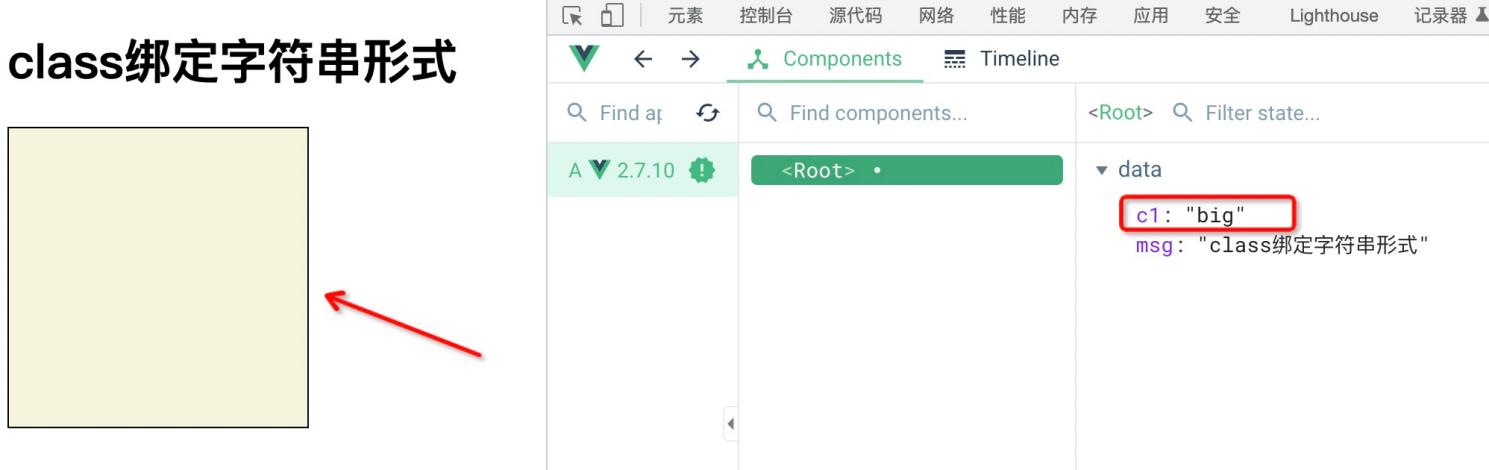 class绑定字符串形式
元素 控制台 源代码 网络 性能 内存 应用 安全 Lighthouse 记录器
Components Timeline
Find ap Find components... <Root> Filter state...
A 2.7.10 <Root> data
c1: "big"
msg: "class绑定字符串形式"